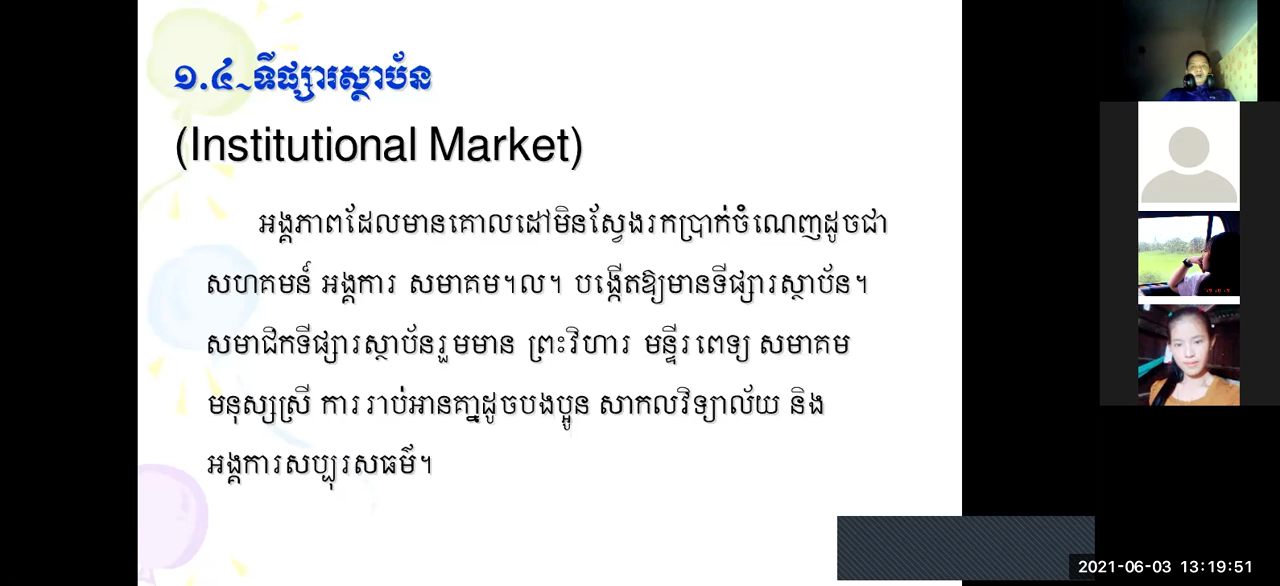 ១.៤~ទីផ្សារស្ថាប័ន
(Institutional Market)
អង្គភាពដែលមានគោលដៅមិនស្វែងរកប្រាក់ចំណេញដូចជា
សហគមន៍ អង្គការ សមាគម។ល។ បង្កើតឱ្យមានទីផ្សារស្ថាប័ន។
សមាជិកទីផ្សារស្ថាប័នរួមមាន ព្រះវិហារ មន្ទីរពេទ្យ សមាគម
មនុស្សស្រី ការរាប់អានគ្នាដូចបងប្អូន សាកលវិទ្យាល័យ និង
អង្គការសប្បុរសធម៌។
2021-06-03 13:19:51